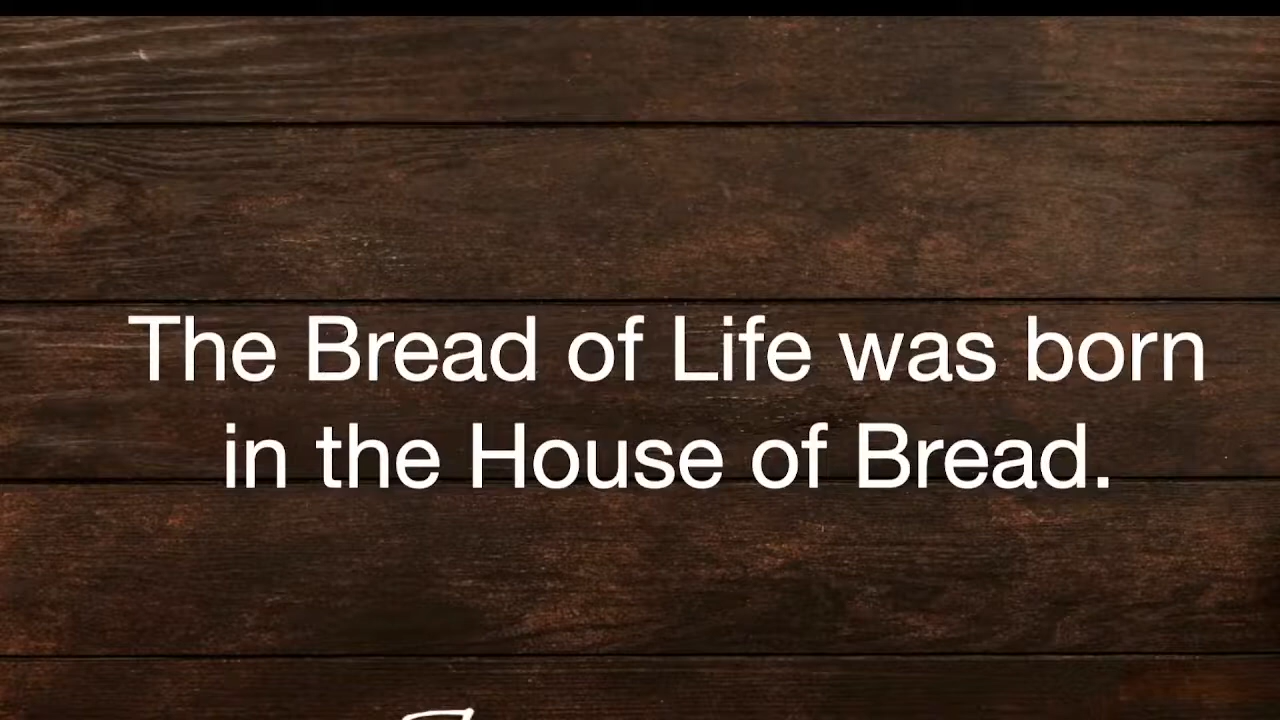 The Bread of Life was born
in the House of Bread.